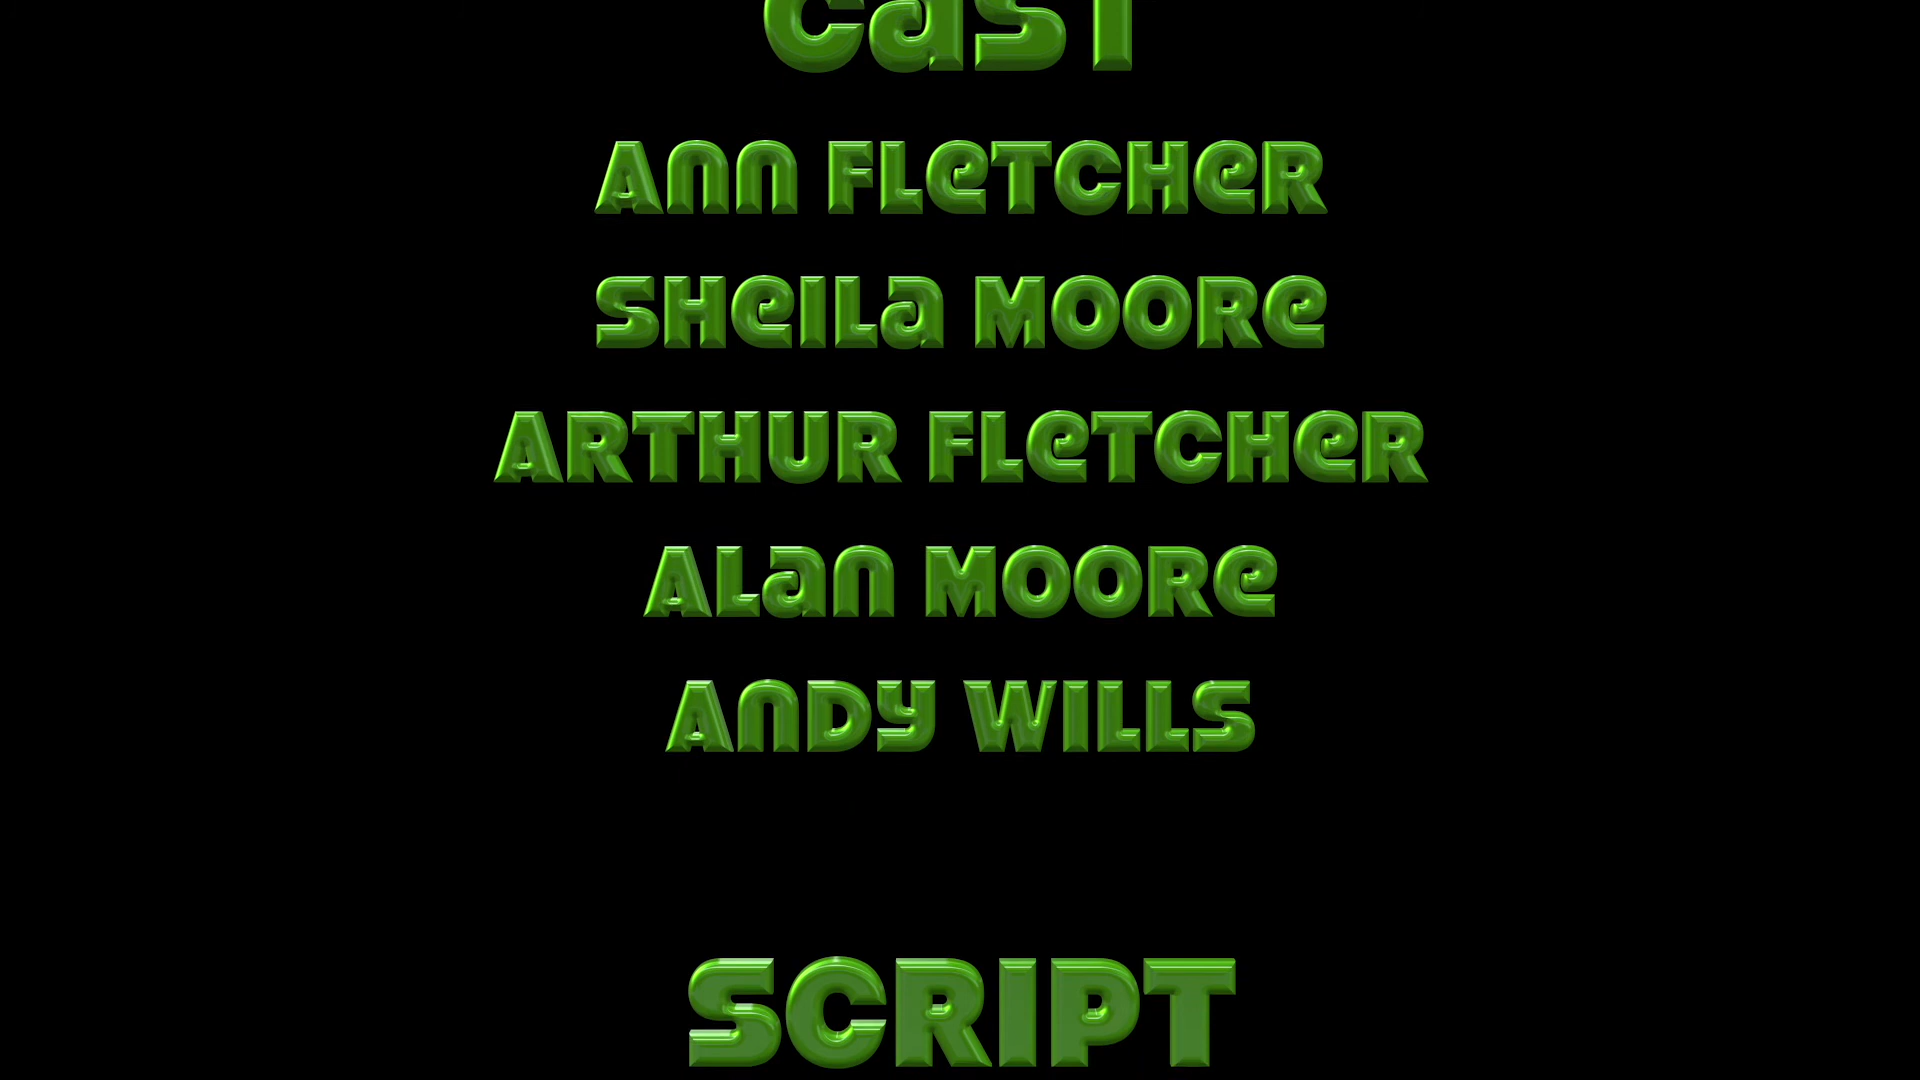 CAST
ANN FLETCHER
SHEILA MOORE
ARTHUR FLETCHER
ALAN MOORE
ANDY WILLS
SCRIPT